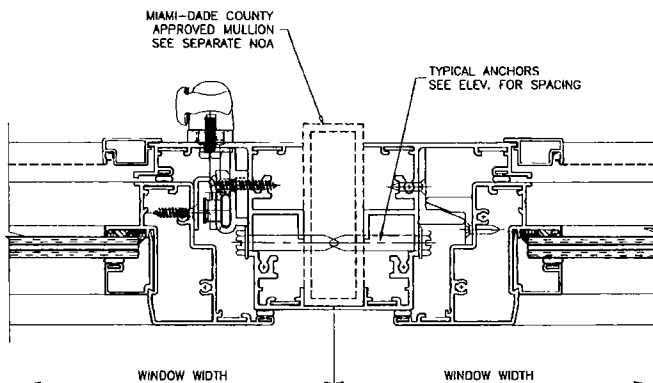 MIAMI-DADE COUNTY
APPROVED MULLION
SEE SEPARATE NOA
TYPICAL ANCHORS
SEE ELEV. FOR SPACING
WINDOW WIDTH
WINDOW WIDTH